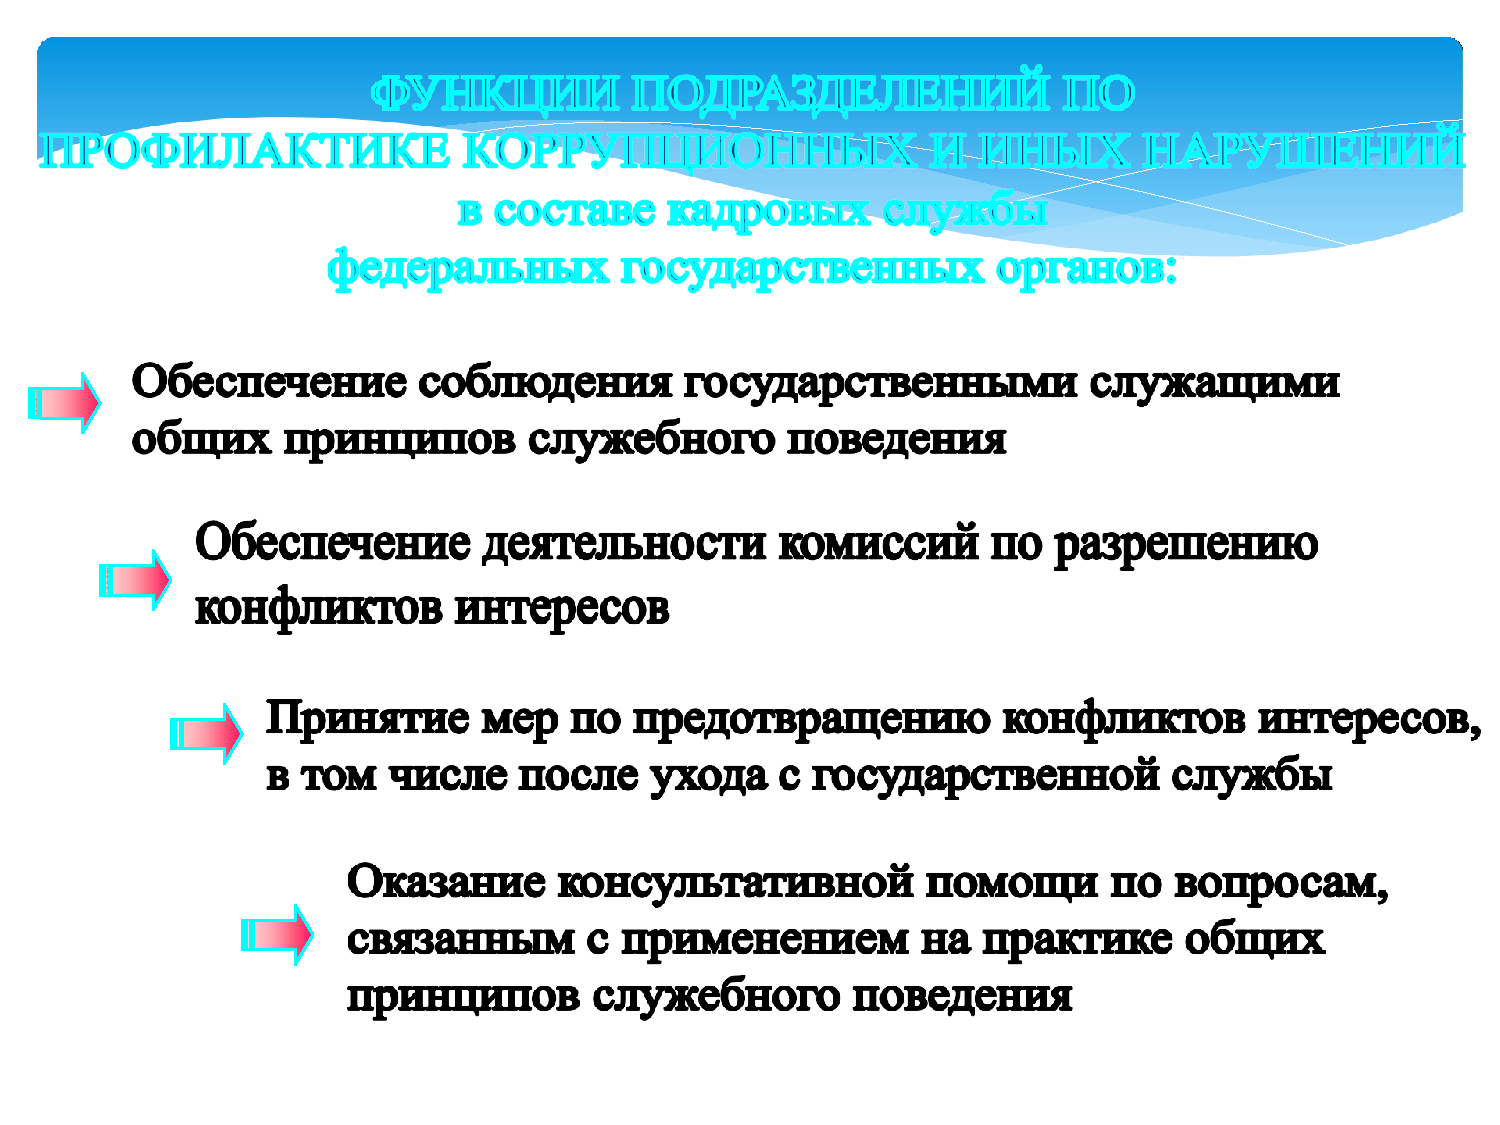 ФУНКЦИИ ПОДРАЗДЕЛЕНИЙ ПО
ПРОФИЛАКТИКЕ КОРРУПЦИОННЫХ И ИНЫХ НАРУШЕНИЙ
в составе кадровых службы
федеральных государственных органов:
Обеспечение соблюдения государственными служащими
общих принципов служебного поведения
Обеспечение деятельности комиссий по разрешению
конфликтов интересов
Принятие мер по предотвращению конфликтов интересов,
в том числе после ухода с государственной службы
Оказание консультативной помощи по вопросам,
связанным с применением на практике общих
принципов служебного поведения